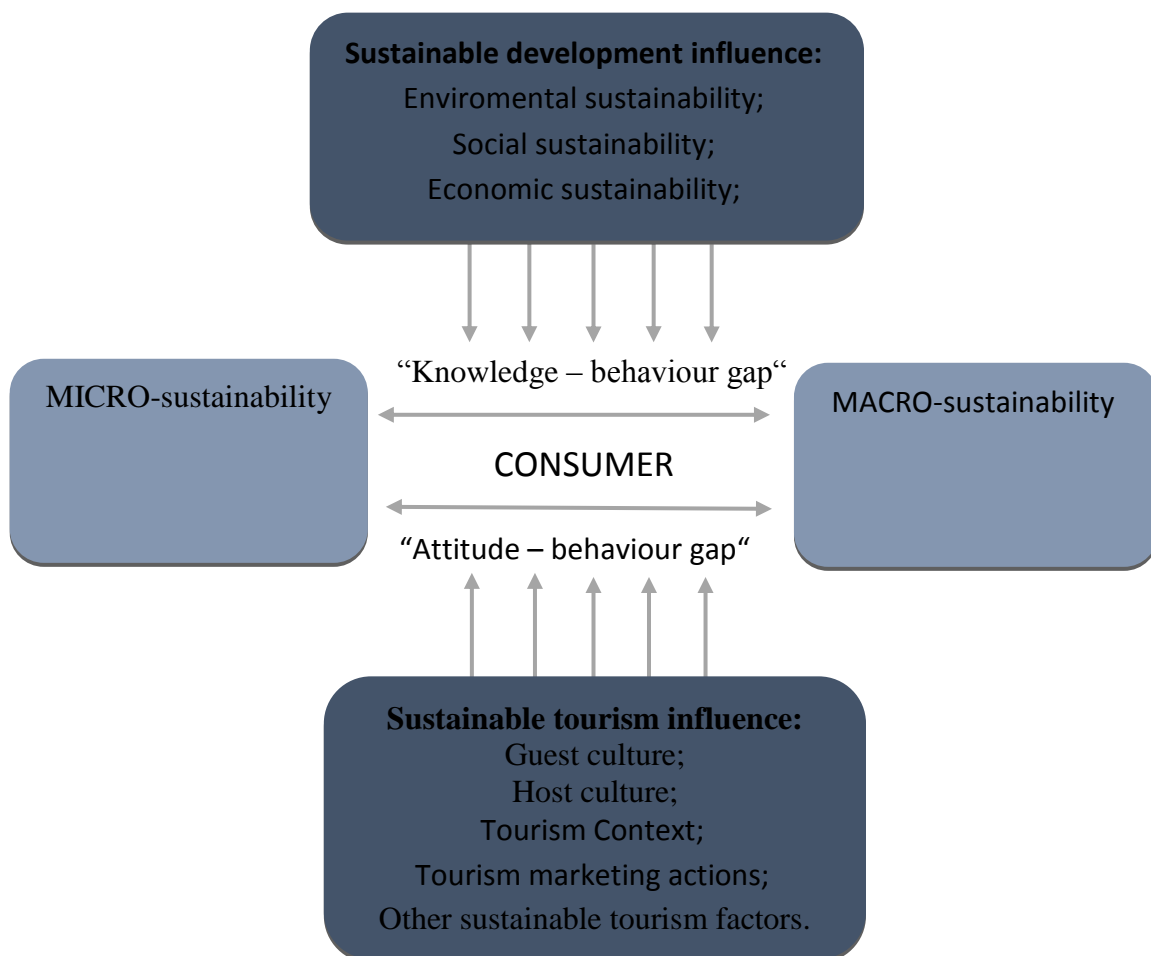 Sustainable development influence:
Enviromental sustainability;
Social sustainability;
Economic sustainability;
“Knowledge – behaviour gap“
MICRO-sustainability
MACRO-sustainability
CONSUMER
“Attitude – behaviour gap“
Sustainable tourism influence:
Guest culture;
Host culture;
Tourism Context;
Tourism marketing actions;
Other sustainable tourism factors.